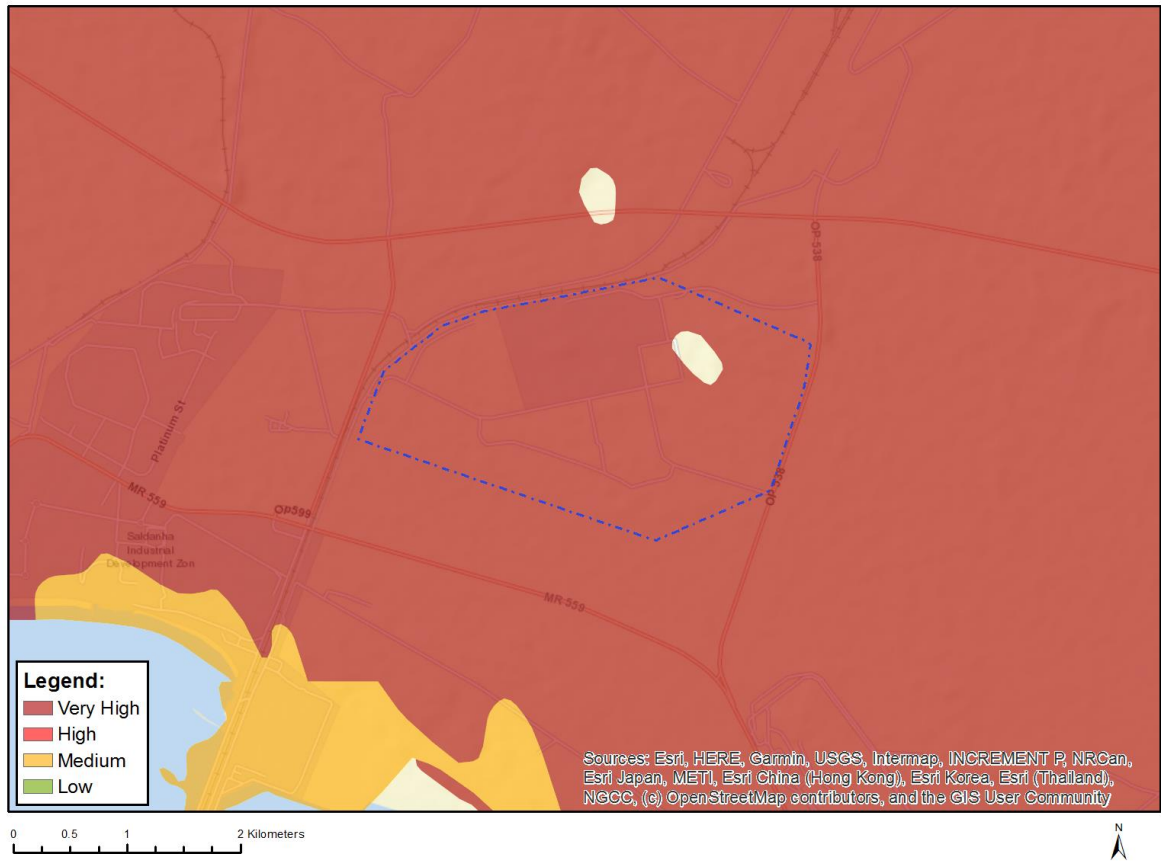 OP 538
Platinum St
MR 559
OP599
OP 538
Saldanha
Industrial
Development Zon
MR 559
Legend:
Very High
High
Medium
Low
Sources: Esri, HERE, Garmin, USGS, Intermap, INCREMENT P, NRCan,
Esri Japan, METI, Esri China (Hong Kong), Esri Korea, Esri (Thailand),
NGCC, (c) OpenStreetMap contributors, and the GIS User Community
0 0.5 1 2 Kilometers
N